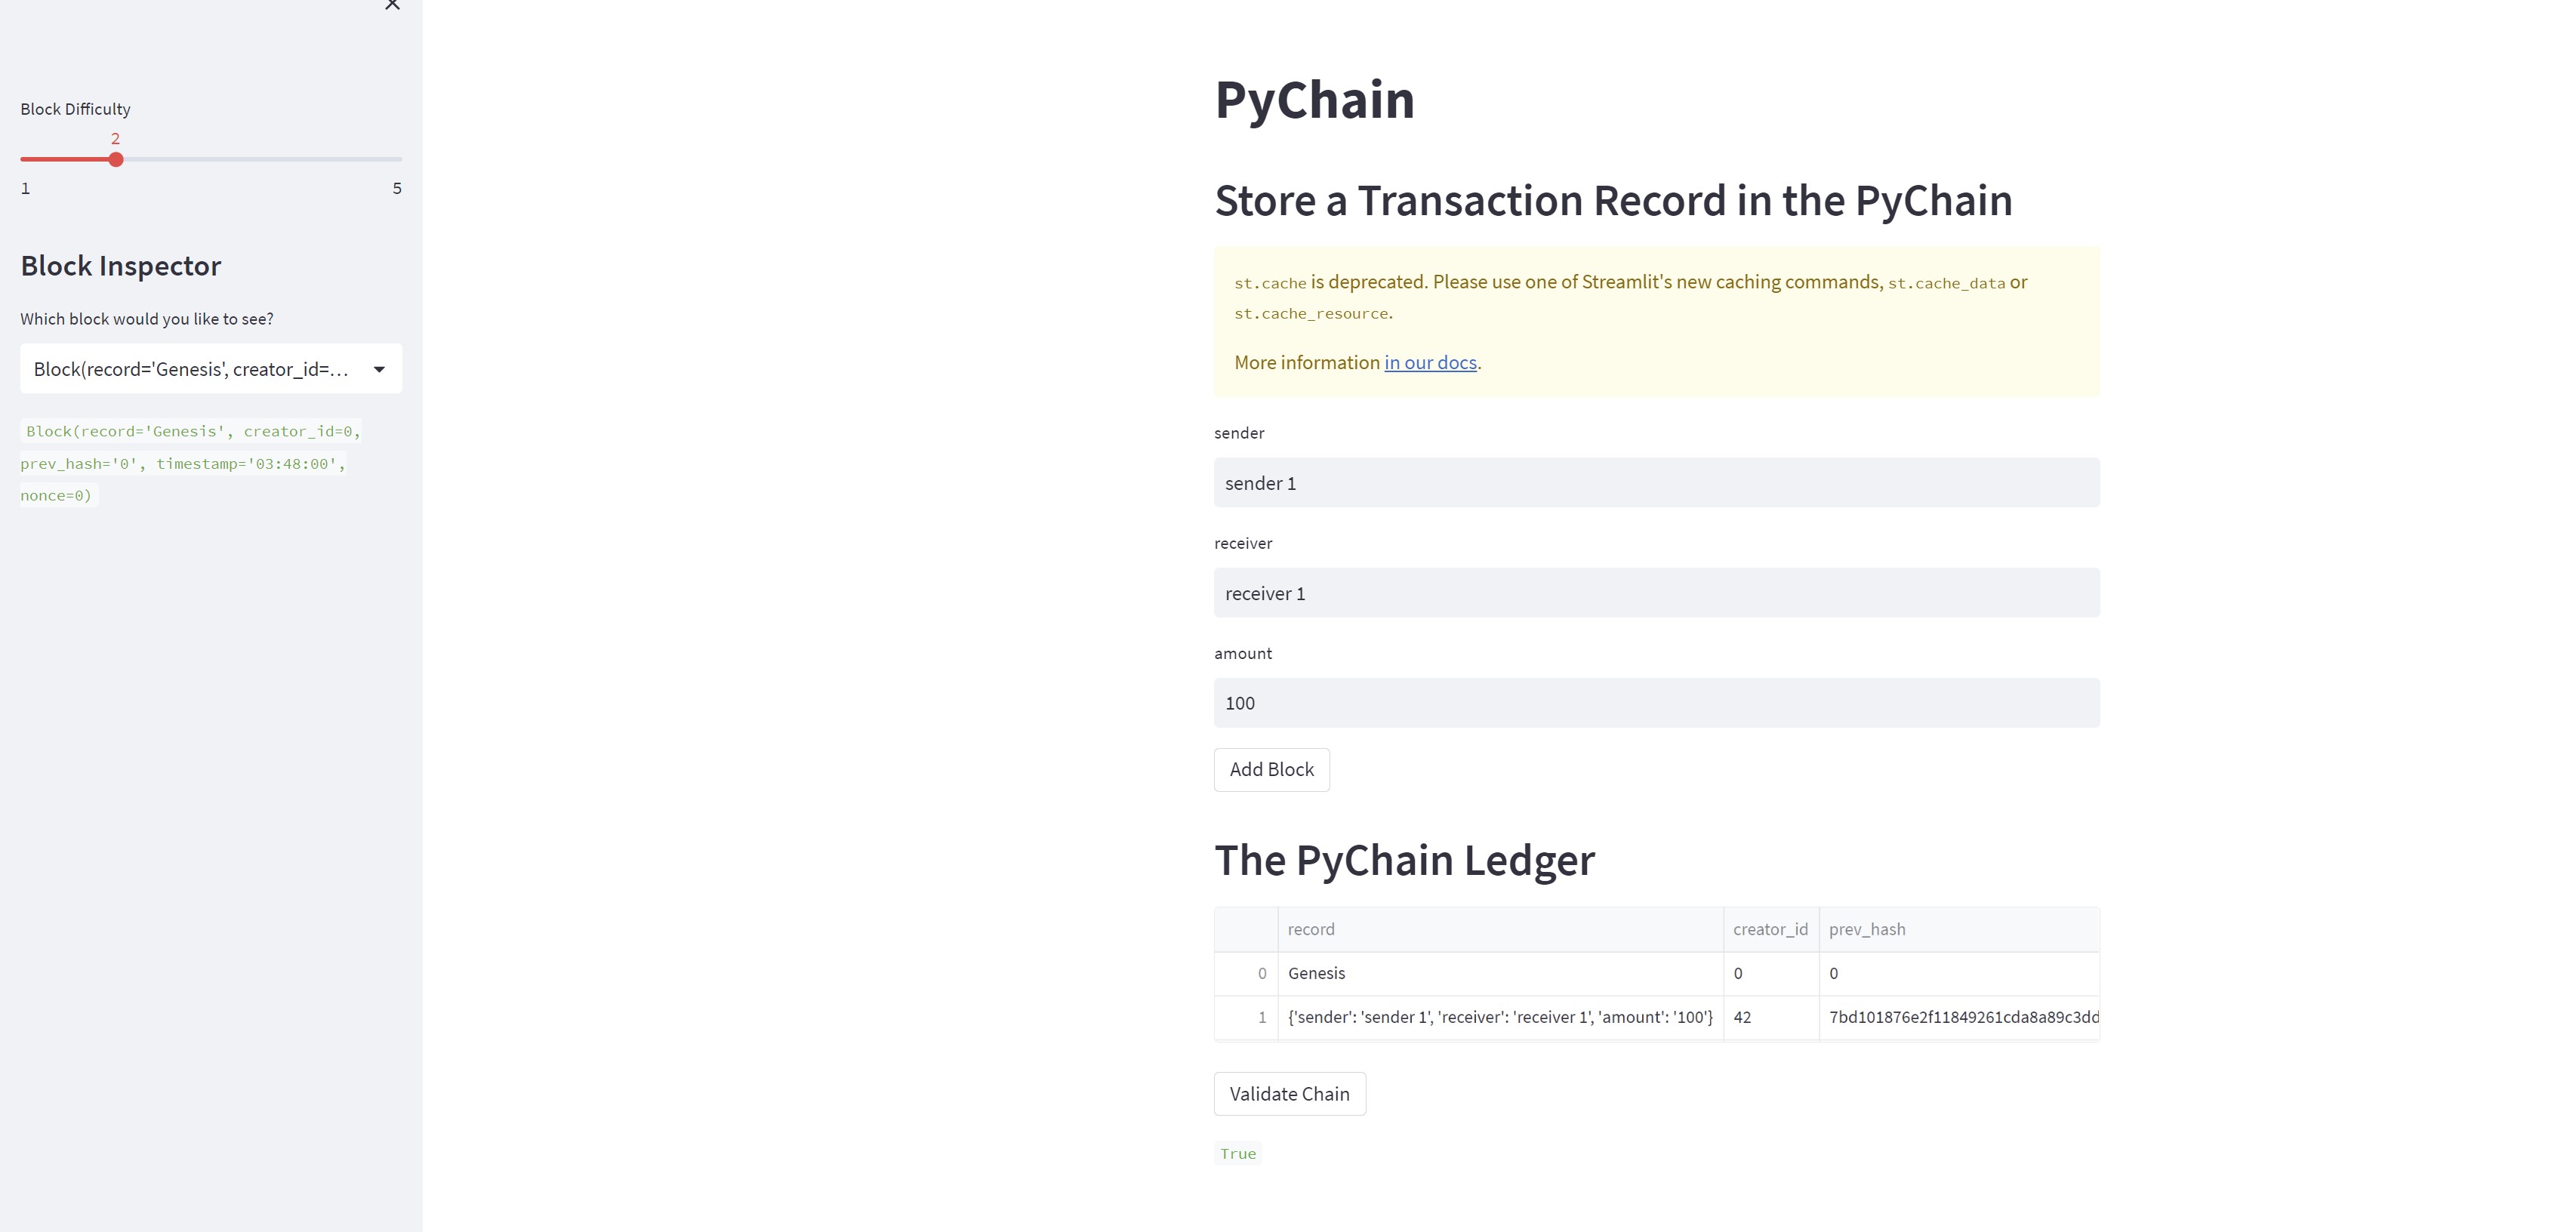 Block Difficulty
2
1 5
Block Inspector
Which block would you like to see?
Block(record='Genesis', creator_id=...
Block(record='Genesis', creator_id=0,
prev_hash='0', timestamp='03:48:00',
nonce=0)
PyChain
Store a Transaction Record in the PyChain
st.cache is deprecated. Please use one of Streamlit's new caching commands, st.cache_data or
st.cache_resource.
More information in our docs.
sender
sender 1
receiver
receiver 1
amount
100
Add Block
The PyChain Ledger
record creator_id prev_hash
0 Genesis 0 0
1 {'sender': 'sender 1', 'receiver': 'receiver 1', 'amount': '100'} 42 7bd101876e2f11849261cda8a89c3dd
Validate Chain
True